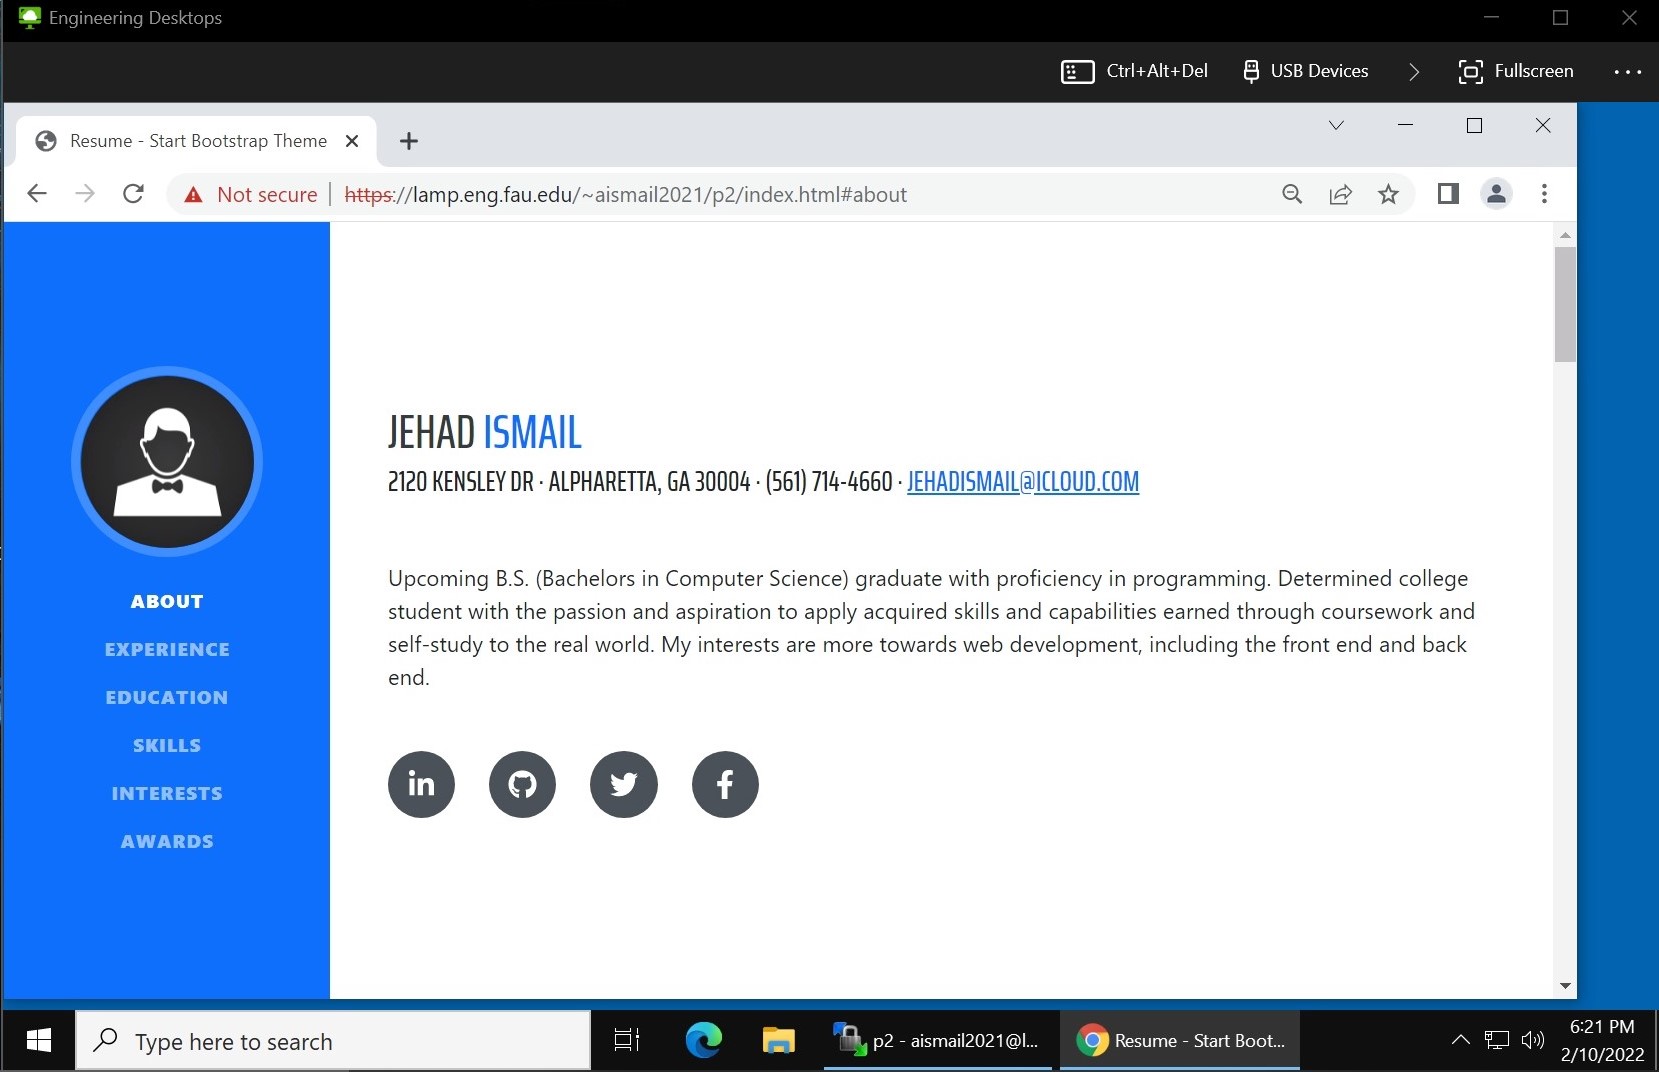 Engineering Desktops
Ctrl+Alt+Del USB Devices Fullscreen
Resume - Start Bootstrap Theme
Not secure https://lamp.eng.fau.edu/~aismail2021/p2/index.html#about
JEHAD ISMAIL
2120 KENSLEY DR · ALPHARETTA, GA 30004 · (561) 714-4660 · JEHADISMAIL@ICLOUD.COM
Upcoming B.S. (Bachelors in Computer Science) graduate with proficiency in programming. Determined college
student with the passion and aspiration to apply acquired skills and capabilities earned through coursework and
self-study to the real world. My interests are more towards web development, including the front end and back
end.
in
ABOUT
EXPERIENCE
EDUCATION
SKILLS
INTERESTS
AWARDS
Type here to search
p2 - aismail2021@l...
Resume - Start Boot...
6:21 PM
2/10/2022